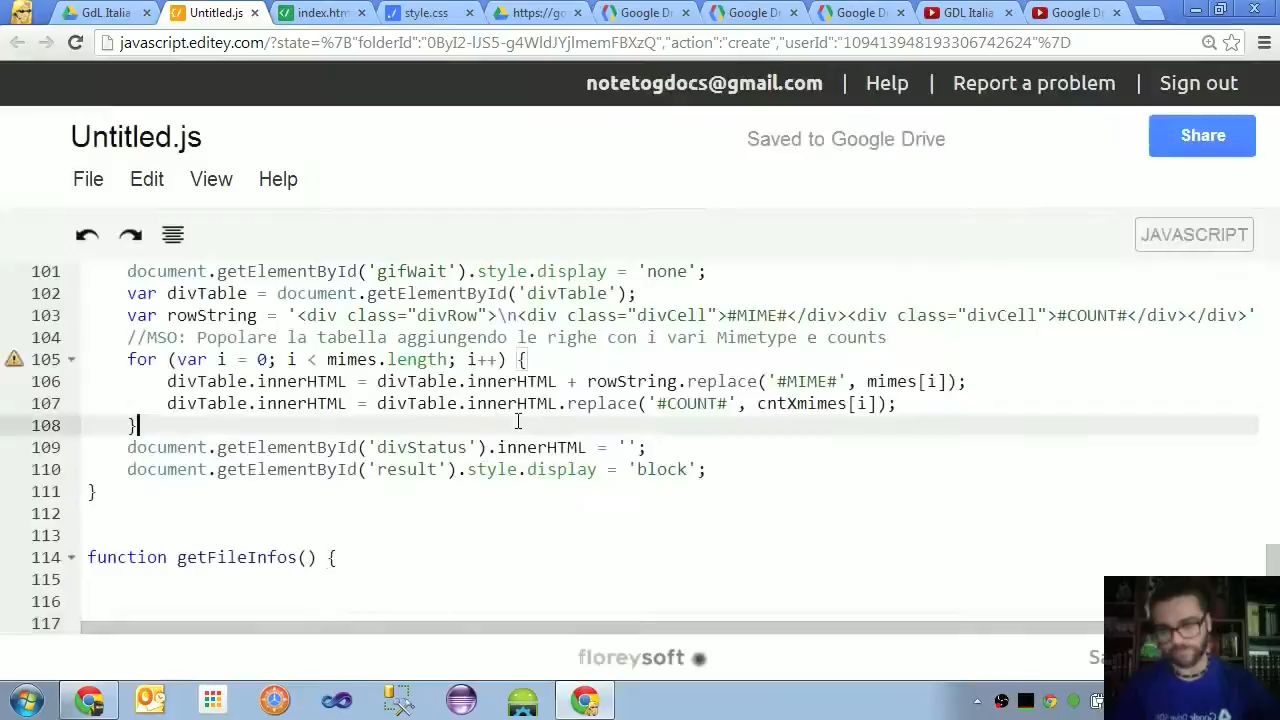 GdL Italia
Untitled.js
index.htm
style.css
https://go
Google Dr
Google Dr
Google Dr
GDL Italia
Google D
javascript.editey.com/?state=%7B"folderId":"0ByI2-lJS5-g4WldJYjlmemFBXzQ","action":"create","userId":"109413948193306742624"%7D
notetogdocs@gmail.com | Help | Report a problem | Sign out
Untitled.js
Saved to Google Drive
Share
File Edit View Help
JAVASCRIPT
101 document.getElementById('gifWait').style.display = 'none';
102 var divTable = document.getElementById('divTable');
103 var rowString = '<div class="divRow">\n<div class="divCell">#MIME#</div><div class="divCell">#COUNT#</div></div>'
104 //MSO: Popolare la tabella aggiungendo le righe con i vari Mimetype e counts
105 for (var i = 0; i < mimes.length; i++) {
106 divTable.innerHTML = divTable.innerHTML + rowString.replace('#MIME#', mimes[i]);
107 divTable.innerHTML = divTable.innerHTML.replace('#COUNT#', cntXmimes[i]);
108 }
109 document.getElementById('divStatus').innerHTML = '';
110 document.getElementById('result').style.display = 'block';
111 }
112
113
114 function getFileInfos() {
115
116
117
floreysoft